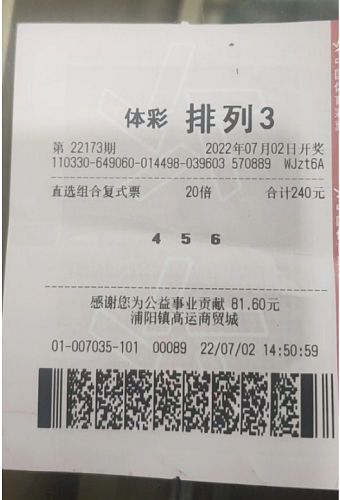 体彩 排列3
第 22173期 2022年07月02日开奖
110330-649060-014498-039603 570889 WJzt6A
直选组合复式票 20倍 合计240元
4 5 6
感谢您为公益事业贡献 81.60元
浦阳镇高运商贸城
01-007035-101 00089 22/07/02 14:50:59